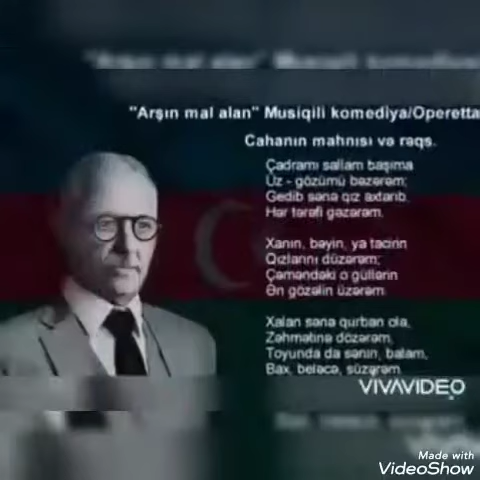 "Arşın mal alan" Musiqili komediya/Operetta
Cahanın mahnısı və rəqs.
Çadramı sallam başıma
Üz - gözümü bəzərəm;
Gedib sənə qız axtarıb,
Hər tərəfi gəzərəm.
Xanın, bəyin, ya tacirin
Qızlarını düzərəm;
Çəməndəki o güllərin
Ən gözəlin üzərəm.
Xalan sənə qurban ola,
Zəhmətinə dözərəm,
Toyunda da sənin, balam,
Bax, beləcə, süzərəm.
VIVAVIDEO
Made with
VideoShow